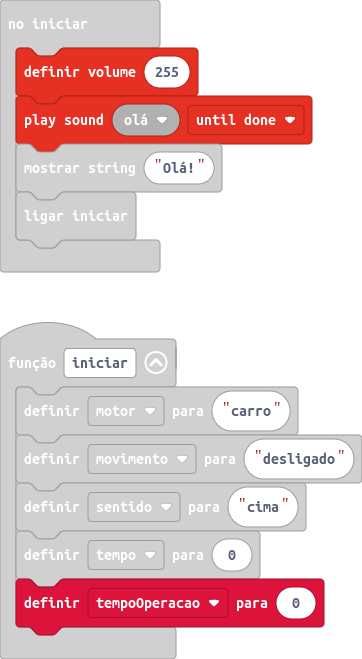 no iniciar
definir volume 255
play sound olá until done
mostrar string "Olá!"
ligar iniciar
função iniciar
definir motor para "carro"
definir movimento para "desligado"
definir sentido para "cima"
definir tempo para 0
definir tempoOperacao para 0